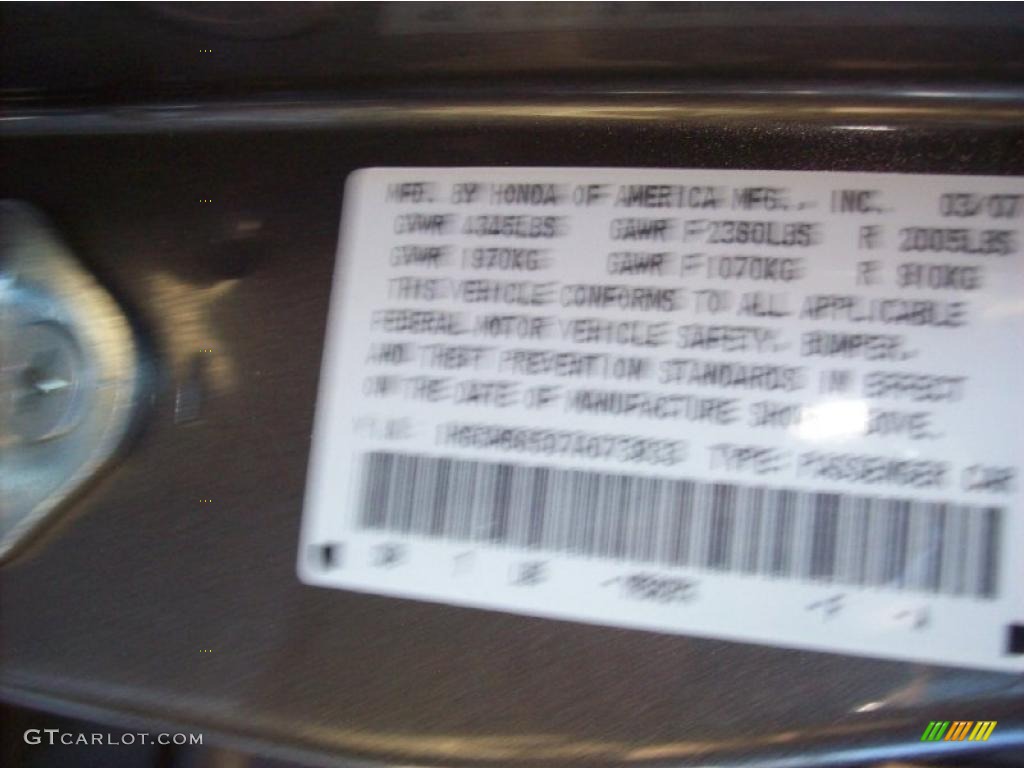 MFD. BY HONDA OF AMERICA MFG., INC. 03/07
GVWR 4346LBS GAWR F 2360LBS R 2005LBS
GVWR 1970KG GAWR F 1070KG R 910KG
THIS VEHICLE CONFORMS TO ALL APPLICABLE
FEDERAL MOTOR VEHICLE SAFETY, BUMPER,
AND THEFT PREVENTION STANDARDS IN EFFECT
ON THE DATE OF MANUFACTURE SHOWN ABOVE.
TYPE: PASSENGER CAR
GTCARLOT.COM